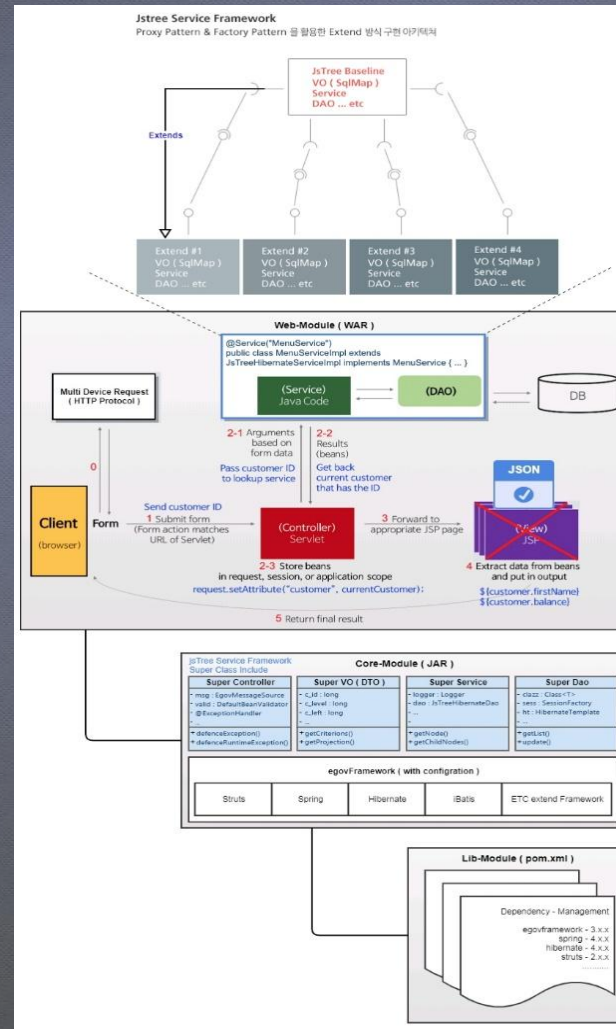 Jstree Service Framework
Proxy Pattern & Factory Pattern 을 활용한 Extend 방식 구현 아키텍처
JsTree Baseline
VO ( SqlMap )
Service
DAO ... etc
Extends
Extend #1
VO ( SqlMap )
Service
DAO ... etc
Extend #2
VO ( SqlMap )
Service
DAO ... etc
Extend #3
VO ( SqlMap )
Service
DAO ... etc
Extend #4
VO ( SqlMap )
Service
DAO ... etc
Web-Module ( WAR )
@Service("MenuService")
public class MenuServiceImpl extends
JsTreeHibernateServiceImpl implements MenuService { ... }
(Service)
Java Code
(DAO)
DB
Multi Device Request
( HTTP Protocol )
0
2-1 Arguments
based on
form data
Pass customer ID
to lookup service
2-2
Results
(beans)
Get back
current customer
that has the ID
JSON
Client
(browser)
Form
Send customer ID
1 Submit form
(Form action matches
URL of Servlet)
(Controller)
Servlet
3 Forward to
appropriate JSP page
(View)
JSP
2-3 Store beans
in request, session, or application scope
request.setAttribute("customer", currentCustomer);
4 Extract data from beans
and put in output
${customer.firstName}
${customer.balance}
5 Return final result
jsTree Service Framework
Super Class Include
Core-Module ( JAR )
Super Controller
- msg : EgovMessageSource
- valid : DefaultBeanValidator
- @ExceptionHandler
- ...
+ defenceException()
+ defenceRuntimeException()
Super VO ( DTO )
- c_id : long
- c_level : long
- c_left : long
- ...
+ getCriterions()
+ getProjection()
Super Service
- logger : Logger
- dao : JsTreeHibernateDao
- ...
+ getNode()
+ getChildNodes()
Super Dao
- clazz : Class<T>
- sess : SessionFactory
- ht : HibernateTemplate
- ...
+ getList()
+ update()
egovFramework ( with configration )
Struts
Spring
Hibernate
iBatis
ETC extend Framework
Lib-Module ( pom.xml )
Dependency - Management
egovframework - 3.x.x
spring - 4.x.x
hibernate - 4.x.x
struts - 2.x.x
............